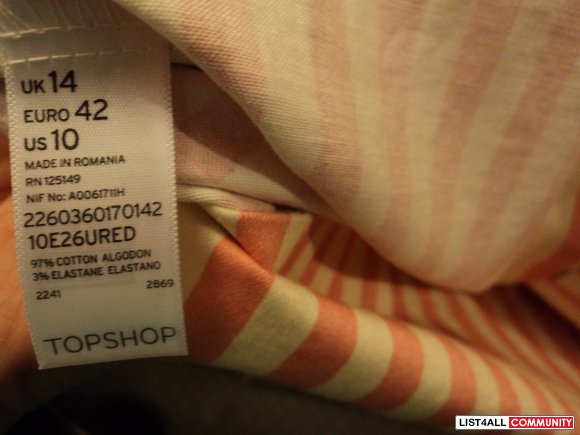 UK 14
EURO 42
US 10
MADE IN ROMANIA
RN 125149
NIF No: A0061711H
2260360170142
10E26URED
97% COTTON ALGODON
3% ELASTANE ELASTANO
2241 2869
TOPSHOP
LIST4ALL COMMUNITY